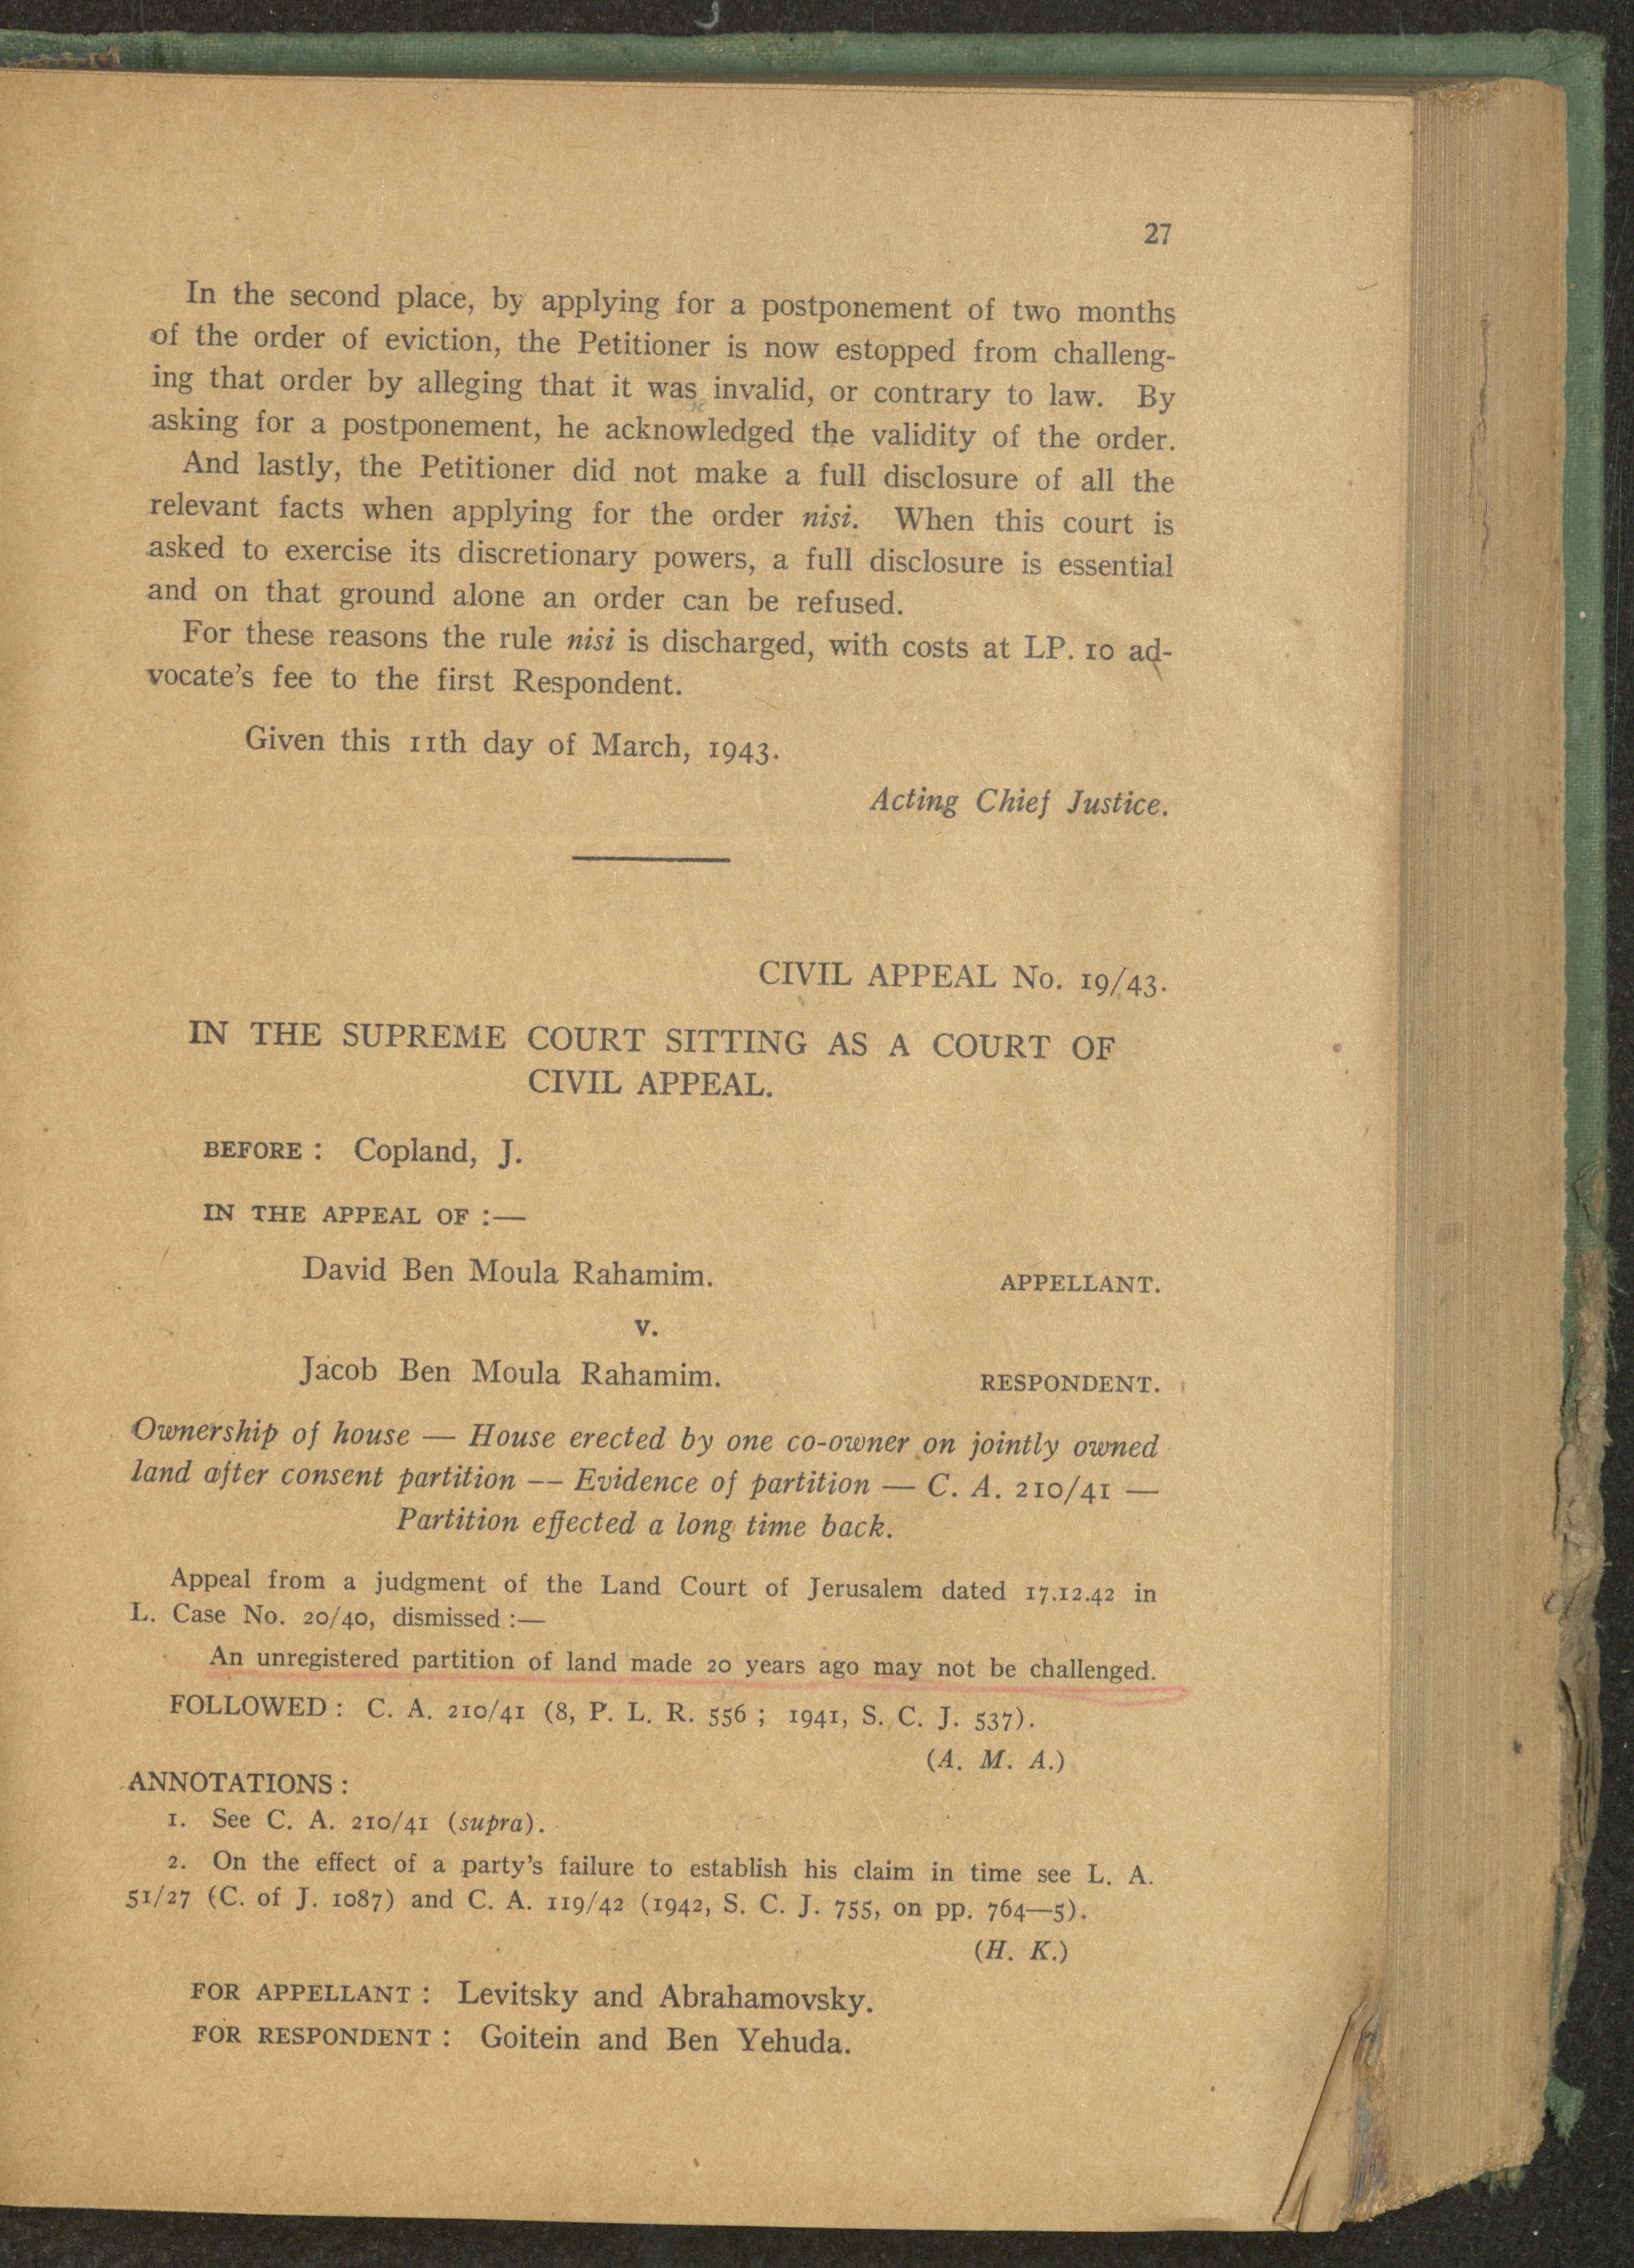 27
In the second place, by applying for a postponement of two months
of the order of eviction, the Petitioner is now estopped from challeng-
ing that order by alleging that it was invalid, or contrary to law. By
asking for a postponement, he acknowledged the validity of the order.
And lastly, the Petitioner did not make a full disclosure of all the
relevant facts when applying for the order nisi. When this court is
asked to exercise its discretionary powers, a full disclosure is essential
and on that ground alone an order can be refused.
For these reasons the rule nisi is discharged, with costs at LP. 10 ad-
vocate's fee to the first Respondent.
Given this 11th day of March, 1943.
Acting Chief Justice.
CIVIL APPEAL No. 19/43.
IN THE SUPREME COURT SITTING AS A COURT OF
CIVIL APPEAL.
BEFORE : Copland, J.
IN THE APPEAL OF :—
David Ben Moula Rahamim. APPELLANT.
v.
Jacob Ben Moula Rahamim. RESPONDENT.
Ownership of house — House erected by one co-owner on jointly owned
land after consent partition — Evidence of partition — C. A. 210/41 —
Partition effected a long time back.
Appeal from a judgment of the Land Court of Jerusalem dated 17.12.42 in
L. Case No. 20/40, dismissed :—
An unregistered partition of land made 20 years ago may not be challenged.
FOLLOWED : C. A. 210/41 (8, P. L. R. 556 ; 1941, S. C. J. 537).
(A. M. A.)
ANNOTATIONS :
1. See C. A. 210/41 (supra).
2. On the effect of a party's failure to establish his claim in time see L. A.
51/27 (C. of J. 1087) and C. A. 119/42 (1942, S. C. J. 755, on pp. 764—5).
(H. K.)
FOR APPELLANT : Levitsky and Abrahamovsky.
FOR RESPONDENT : Goitein and Ben Yehuda.